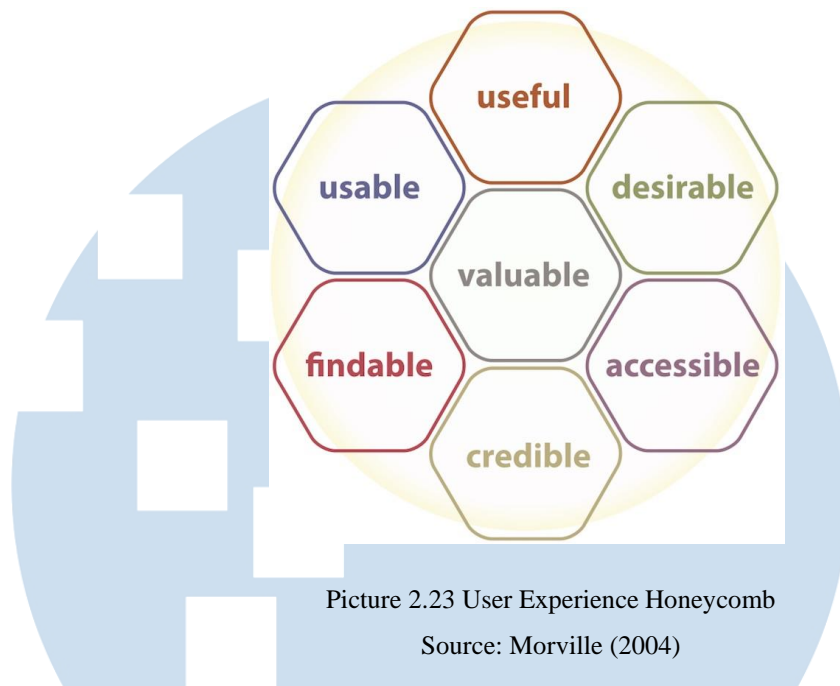 useful
usable
desirable
valuable
findable
accessible
credible
Picture 2.23 User Experience Honeycomb
Source: Morville (2004)